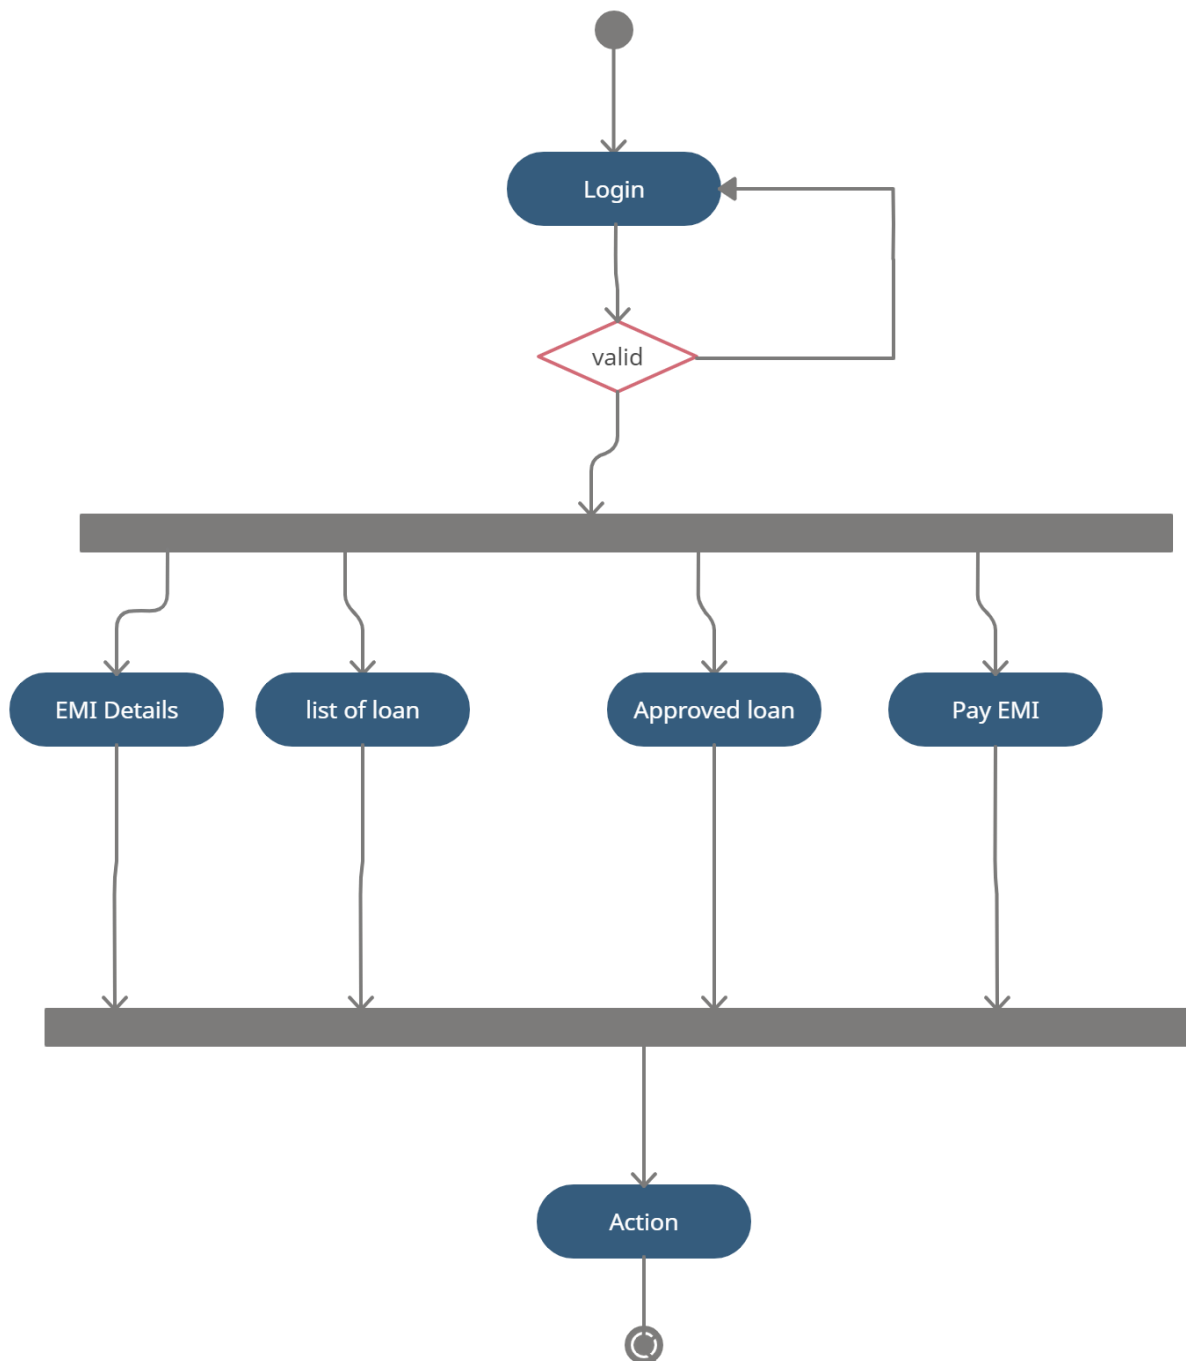 Login
valid
EMI Details
list of loan
Approved loan
Pay EMI
Action